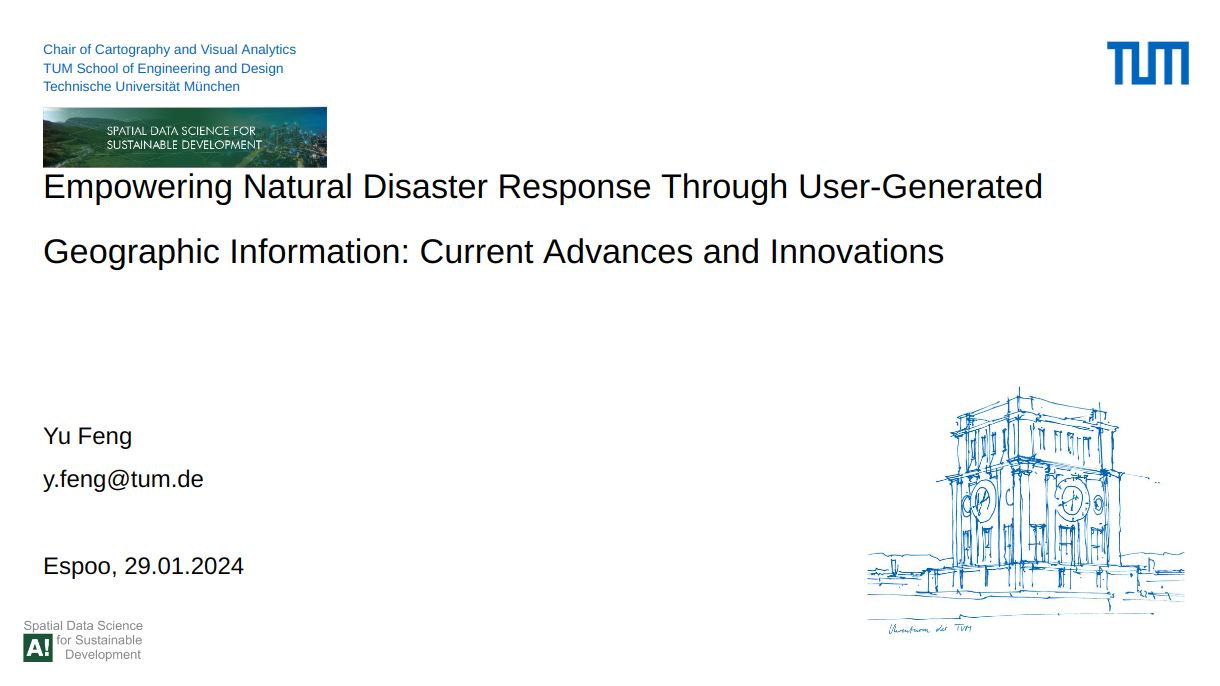 Chair of Cartography and Visual Analytics
TUM School of Engineering and Design
Technische Universität München
TUM
SPATIAL DATA SCIENCE FOR
SUSTAINABLE DEVELOPMENT
Empowering Natural Disaster Response Through User-Generated
Geographic Information: Current Advances and Innovations
Yu Feng
y.feng@tum.de
Espoo, 29.01.2024
Uhrenturm der TUM
Spatial Data Science
A! for Sustainable
Development